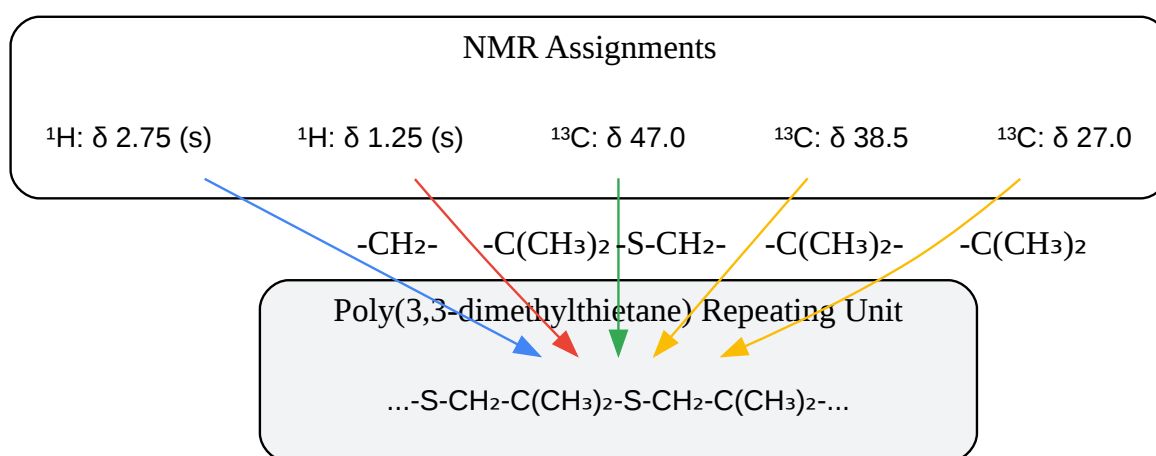 NMR Assignments
¹H: δ 2.75 (s) ¹H: δ 1.25 (s) ¹³C: δ 47.0 ¹³C: δ 38.5 ¹³C: δ 27.0
-CH₂- -C(CH₃)₂ -S-CH₂- -C(CH₃)₂- -C(CH₃)₂
Poly(3,3-dimethylthietane) Repeating Unit
...-S-CH₂-C(CH₃)₂-S-CH₂-C(CH₃)₂-...